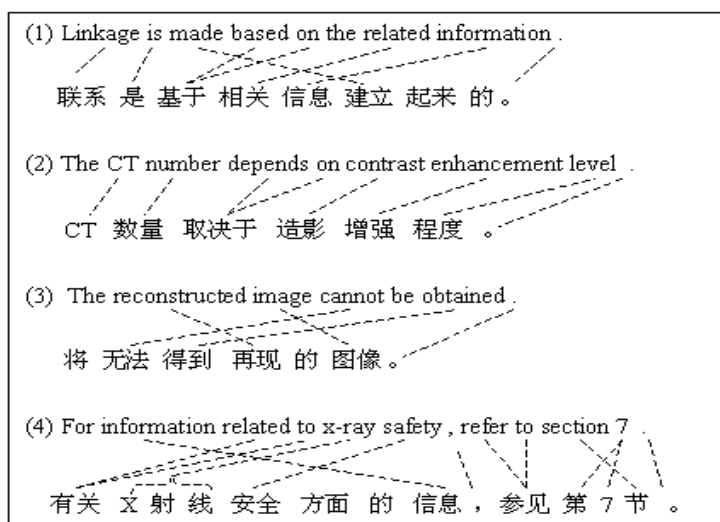 (1) Linkage is made based on the related information .
联系 是 基于 相关 信息 建立 起来 的 。
(2) The CT number depends on contrast enhancement level .
CT 数量 取决于 造影 增强 程度 。
(3) The reconstructed image cannot be obtained .
将 无法 得到 再现 的 图像 。
(4) For information related to x-ray safety , refer to section 7 .
有关 X 射 线 安全 方面 的 信息 , 参见 第 7 节 。